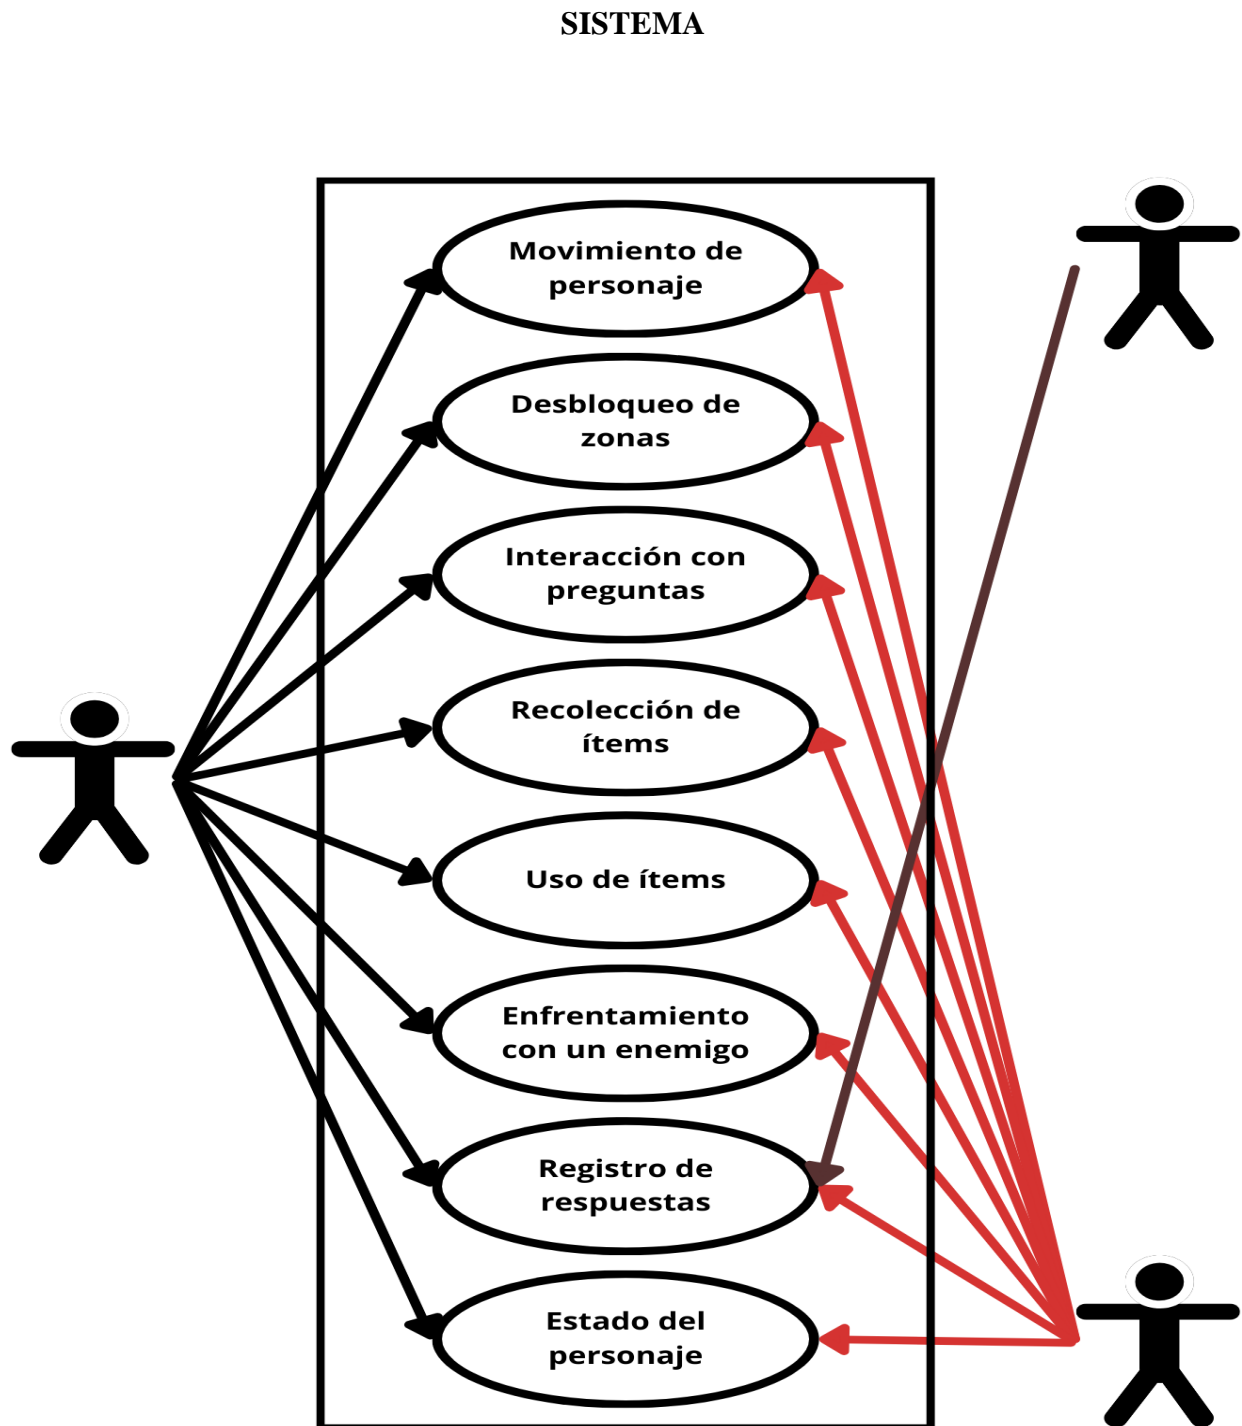 SISTEMA
Movimiento de
personaje
Desbloqueo de
zonas
Interacción con
preguntas
Recolección de
ítems
Uso de ítems
Enfrentamiento
con un enemigo
Registro de
respuestas
Estado del
personaje